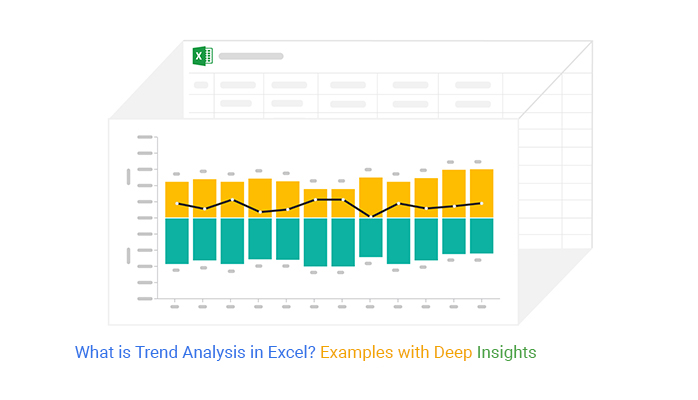 What is Trend Analysis in Excel? Examples with Deep Insights